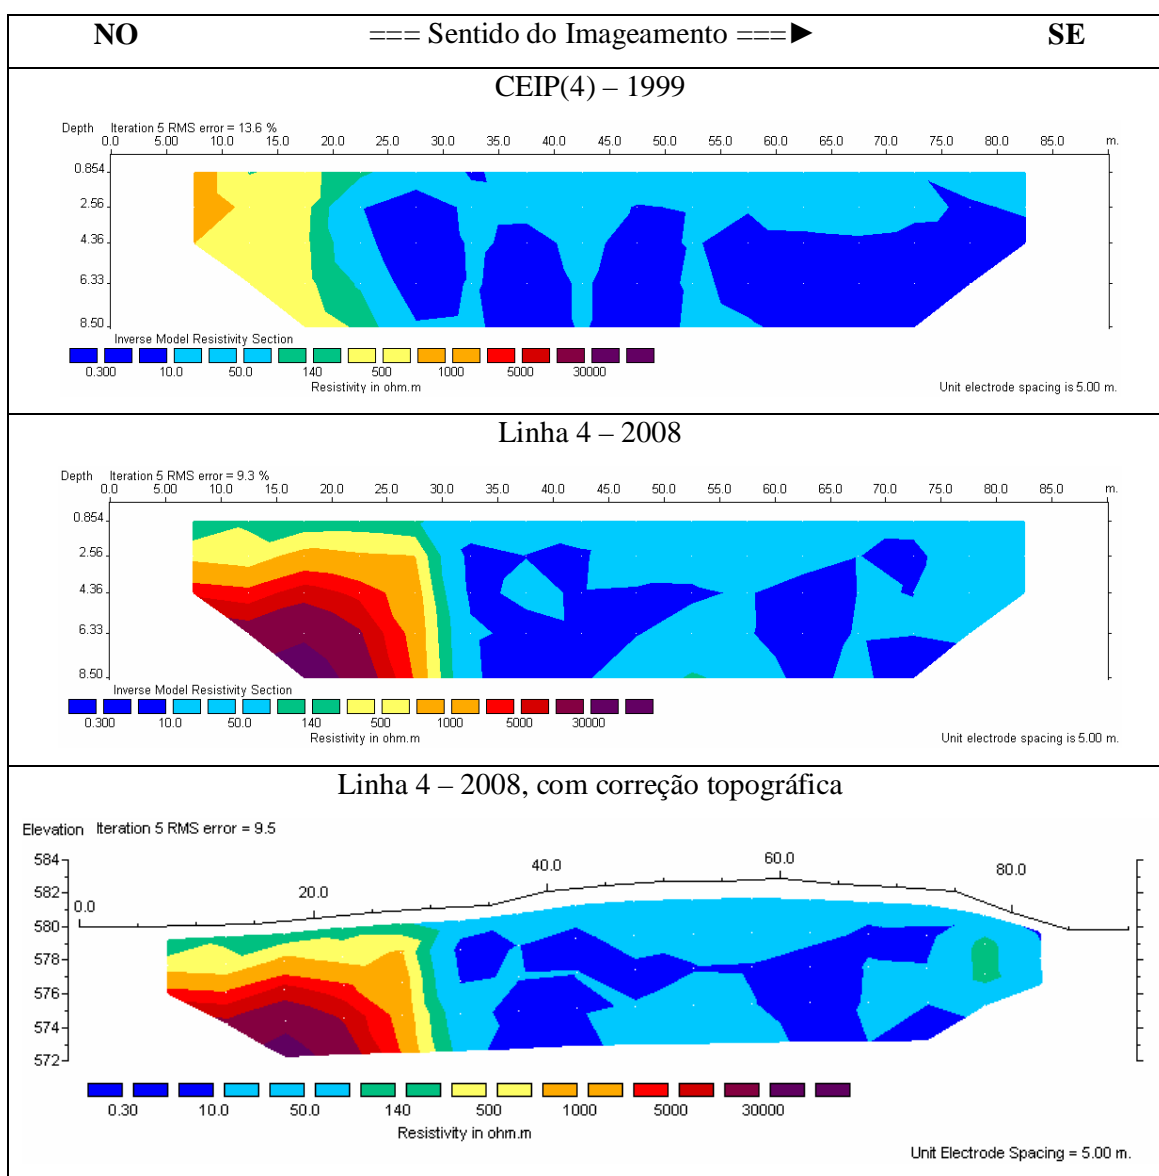 NO === Sentido do Imageamento ===► SE
CEIP(4) – 1999
Depth Iteration 5 RMS error = 13.6 %
0.0 5.00 10.0 15.0 20.0 25.0 30.0 35.0 40.0 45.0 50.0 55.0 60.0 65.0 70.0 75.0 80.0 85.0 m.
0.854
2.56
4.36
6.33
8.50
Inverse Model Resistivity Section
0.300 10.0 50.0 140 500 1000 5000 30000
Resistivity in ohm.m
Unit electrode spacing is 5.00 m.
Linha 4 – 2008
Depth Iteration 5 RMS error = 9.3 %
0.0 5.00 10.0 15.0 20.0 25.0 30.0 35.0 40.0 45.0 50.0 55.0 60.0 65.0 70.0 75.0 80.0 85.0 m.
0.854
2.56
4.36
6.33
8.50
Inverse Model Resistivity Section
0.300 10.0 50.0 140 500 1000 5000 30000
Resistivity in ohm.m
Unit electrode spacing is 5.00 m.
Linha 4 – 2008, com correção topográfica
Elevation Iteration 5 RMS error = 9.5
584
582
580
578
576
574
572
0.0 20.0 40.0 60.0 80.0
0.30 10.0 50.0 140 500 1000 5000 30000
Resistivity in ohm.m
Unit Electrode Spacing = 5.00 m.